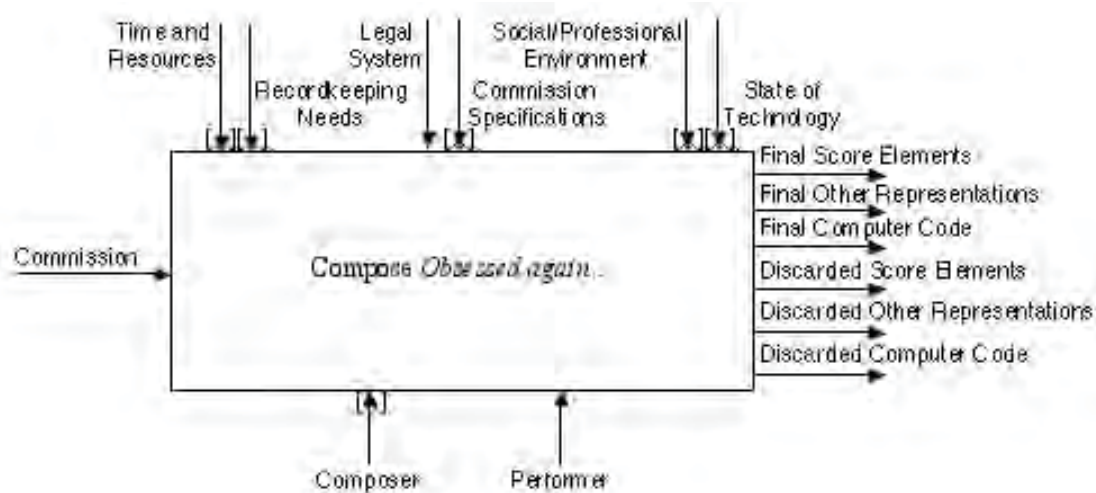 Time and
Resources
Legal
System
Social/Professional
Environment
Recordkeeping
Needs
Commission
Specifications
State of
Technology
Final Score Elements
Final Other Representations
Final Computer Code
Commission
Compose Obsessed again...
Discarded Score Elements
Discarded Other Representations
Discarded Computer Code
Composer
Performer